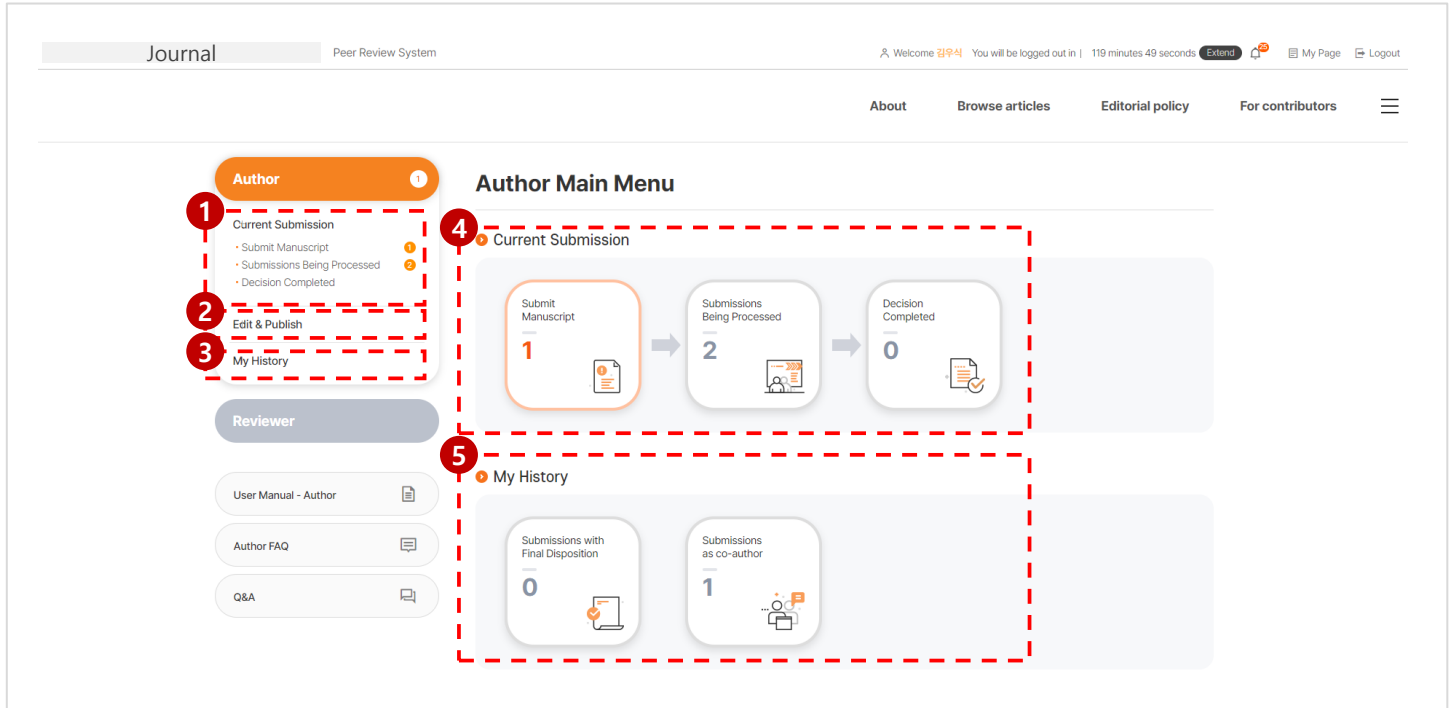 Journal
Peer Review System
Welcome 김우식 You will be logged out in | 119 minutes 49 seconds Extend 25 My Page Logout
About Browse articles Editorial policy For contributors
Author 1
1
Current Submission
· Submit Manuscript 1
· Submissions Being Processed 2
· Decision Completed
2
Edit & Publish
3
My History
Reviewer
User Manual - Author
Author FAQ
Q&A
Author Main Menu
4
Current Submission
Submit
Manuscript
1
Submissions
Being Processed
2
Decision
Completed
0
5
My History
Submissions with
Final Disposition
0
Submissions
as co-author
1